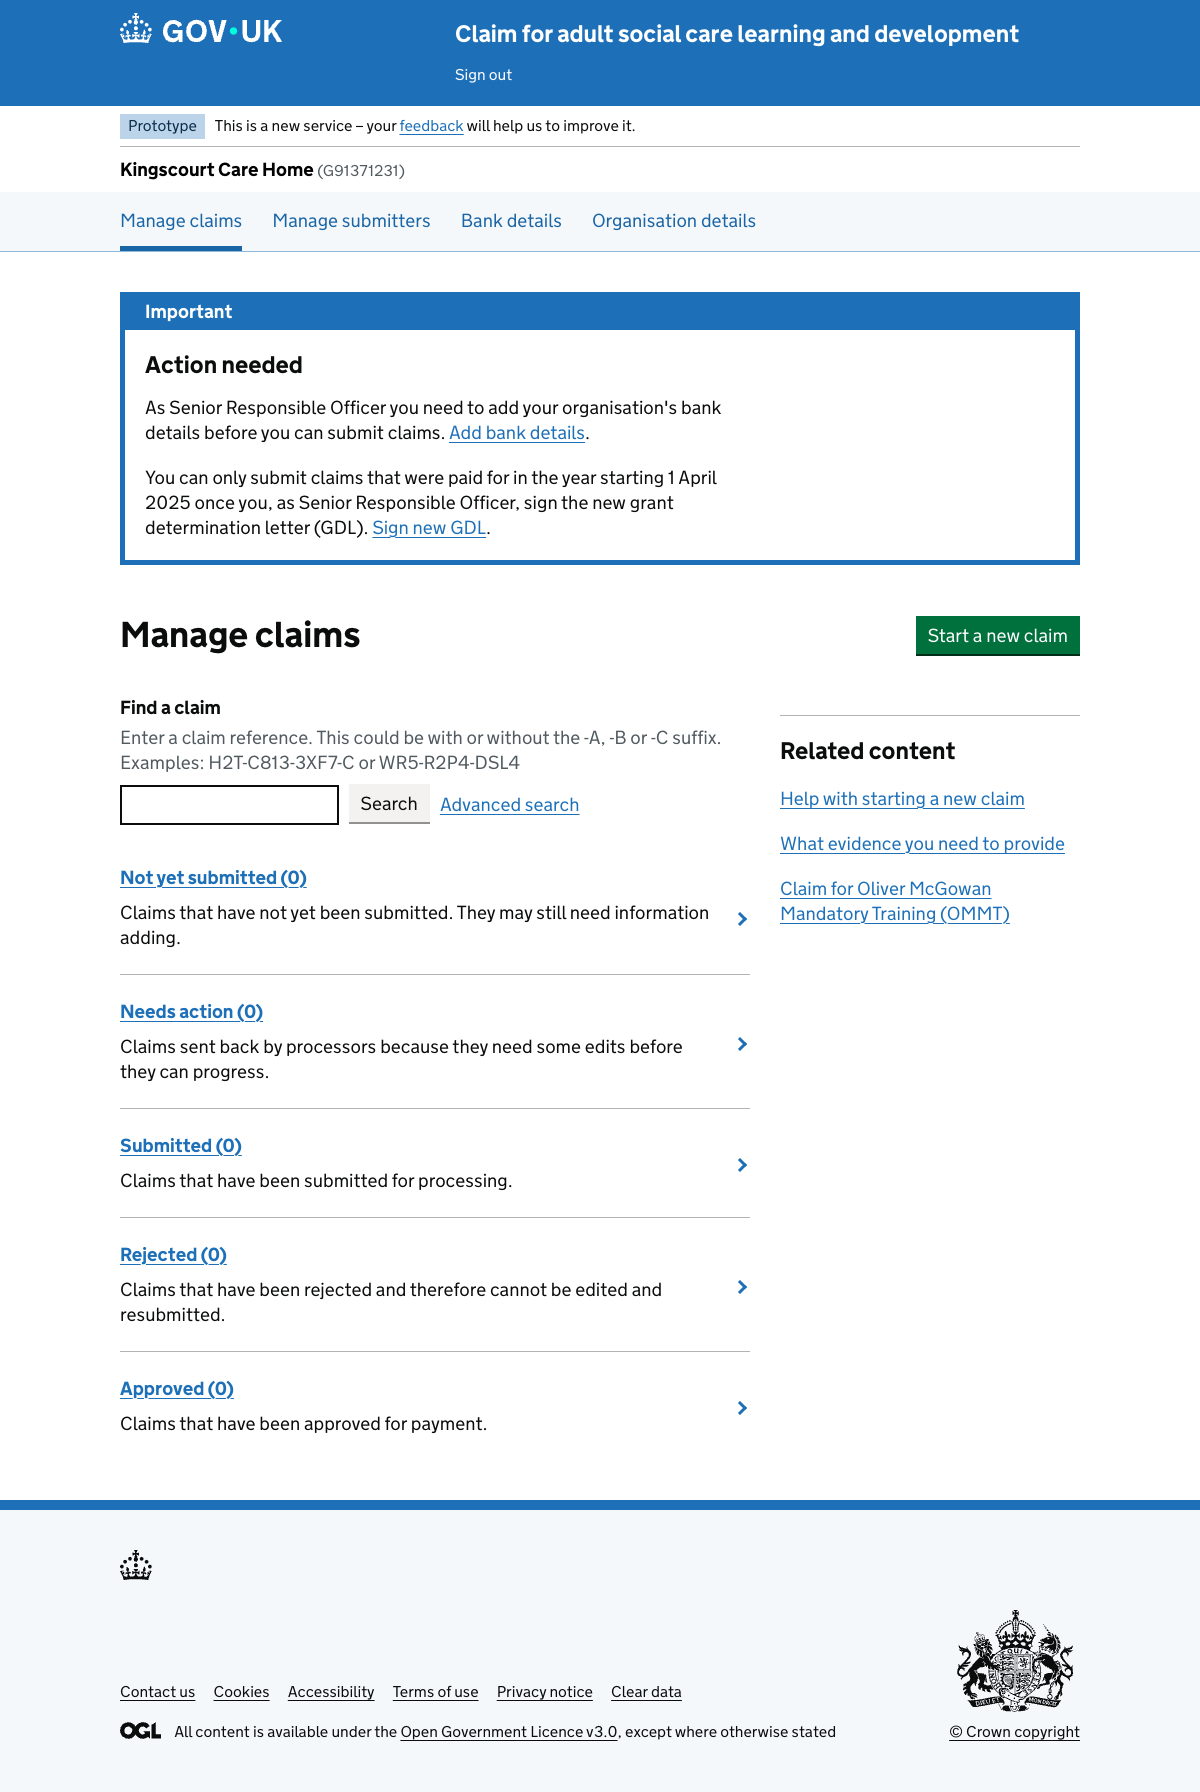 GOV·UK
Claim for adult social care learning and development
Sign out
Prototype This is a new service – your feedback will help us to improve it.
Kingscourt Care Home (G91371231)
Manage claims Manage submitters Bank details Organisation details
Important
Action needed
As Senior Responsible Officer you need to add your organisation's bank
details before you can submit claims. Add bank details.
You can only submit claims that were paid for in the year starting 1 April
2025 once you, as Senior Responsible Officer, sign the new grant
determination letter (GDL). Sign new GDL.
Manage claims
Start a new claim
Find a claim
Enter a claim reference. This could be with or without the -A, -B or -C suffix.
Examples: H2T-C813-3XF7-C or WR5-R2P4-DSL4
Search Advanced search
Not yet submitted (0)
Claims that have not yet been submitted. They may still need information
adding.
Needs action (0)
Claims sent back by processors because they need some edits before
they can progress.
Submitted (0)
Claims that have been submitted for processing.
Rejected (0)
Claims that have been rejected and therefore cannot be edited and
resubmitted.
Approved (0)
Claims that have been approved for payment.
Related content
Help with starting a new claim
What evidence you need to provide
Claim for Oliver McGowan
Mandatory Training (OMMT)
Contact us Cookies Accessibility Terms of use Privacy notice Clear data
OGL All content is available under the Open Government Licence v3.0, except where otherwise stated
© Crown copyright